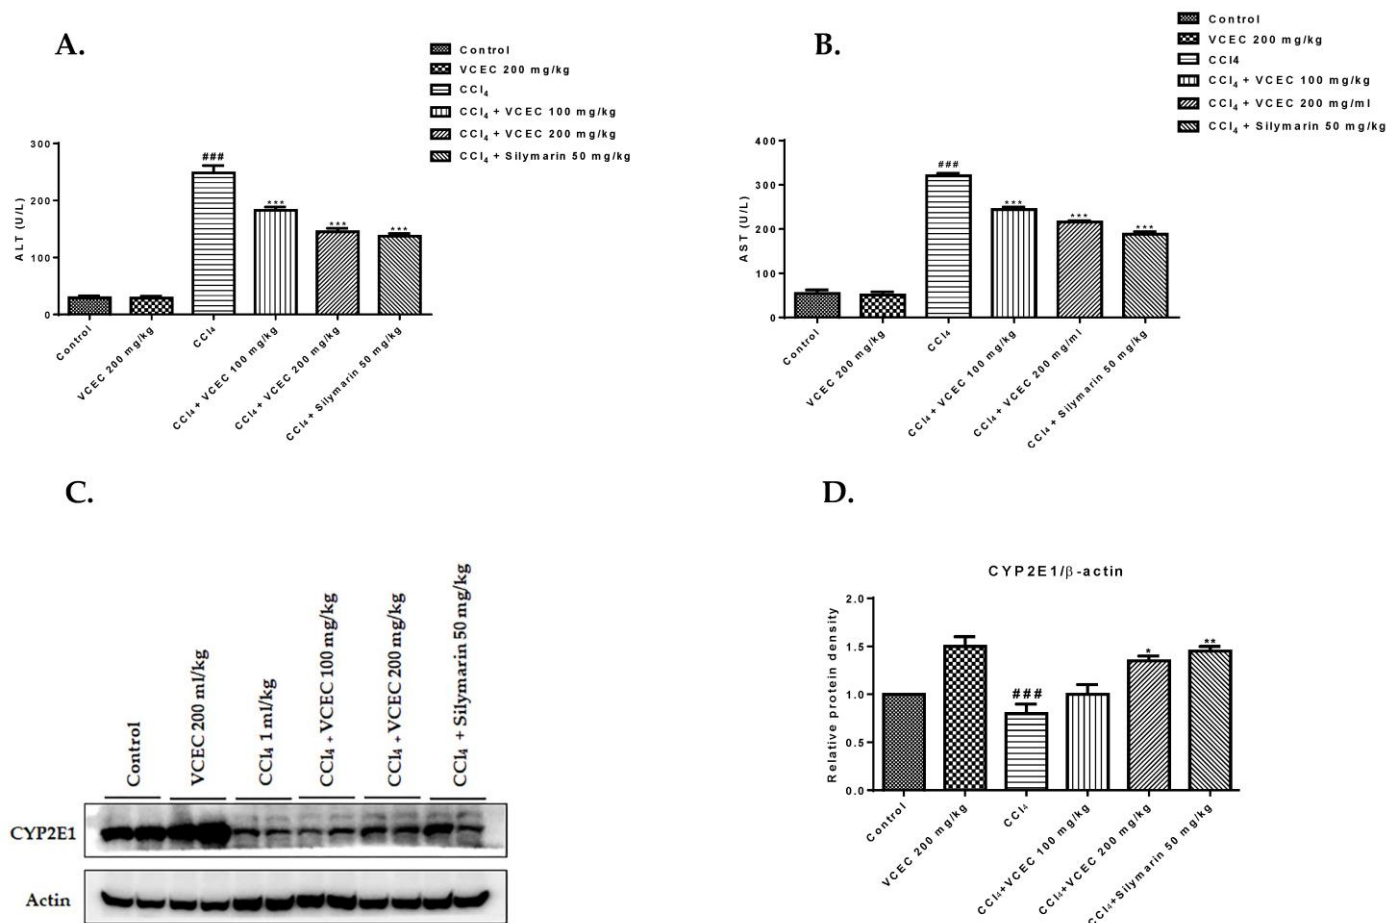 A.
Control
VCEC 200 mg/kg
CCl₄
CCl₄ + VCEC 100 mg/kg
CCl₄ + VCEC 200 mg/kg
CCl₄ + Silymarin 50 mg/kg
ALT (U/L)
300
200
100
0
###
***
***
***
Control
VCEC 200 mg/kg
CCl₄
CCl₄ + VCEC 100 mg/kg
CCl₄ + VCEC 200 mg/kg
CCl₄ + Silymarin 50 mg/kg
B.
Control
VCEC 200 mg/kg
CCl4
CCl₄ + VCEC 100 mg/kg
CCl₄ + VCEC 200 mg/ml
CCl₄ + Silymarin 50 mg/kg
AST (U/L)
400
300
200
100
0
###
***
***
***
Control
VCEC 200 mg/kg
CCl₄
CCl₄ + VCEC 100 mg/kg
CCl₄ + VCEC 200 mg/ml
CCl₄ + Silymarin 50 mg/kg
C.
Control
VCEC 200 ml/kg
CCl₄ 1 ml/kg
CCl₄ + VCEC 100 mg/kg
CCl₄ + VCEC 200 mg/kg
CCl₄ + Silymarin 50 mg/kg
CYP2E1
Actin
D.
CYP2E1/β-actin
Relative protein density
2.0
1.5
1.0
0.5
0.0
###
*
**
Control
VCEC 200 mg/kg
CCl₄
CCl₄+VCEC 100 mg/kg
CCl₄+VCEC 200 mg/kg
CCl₄+Silymarin 50 mg/kg